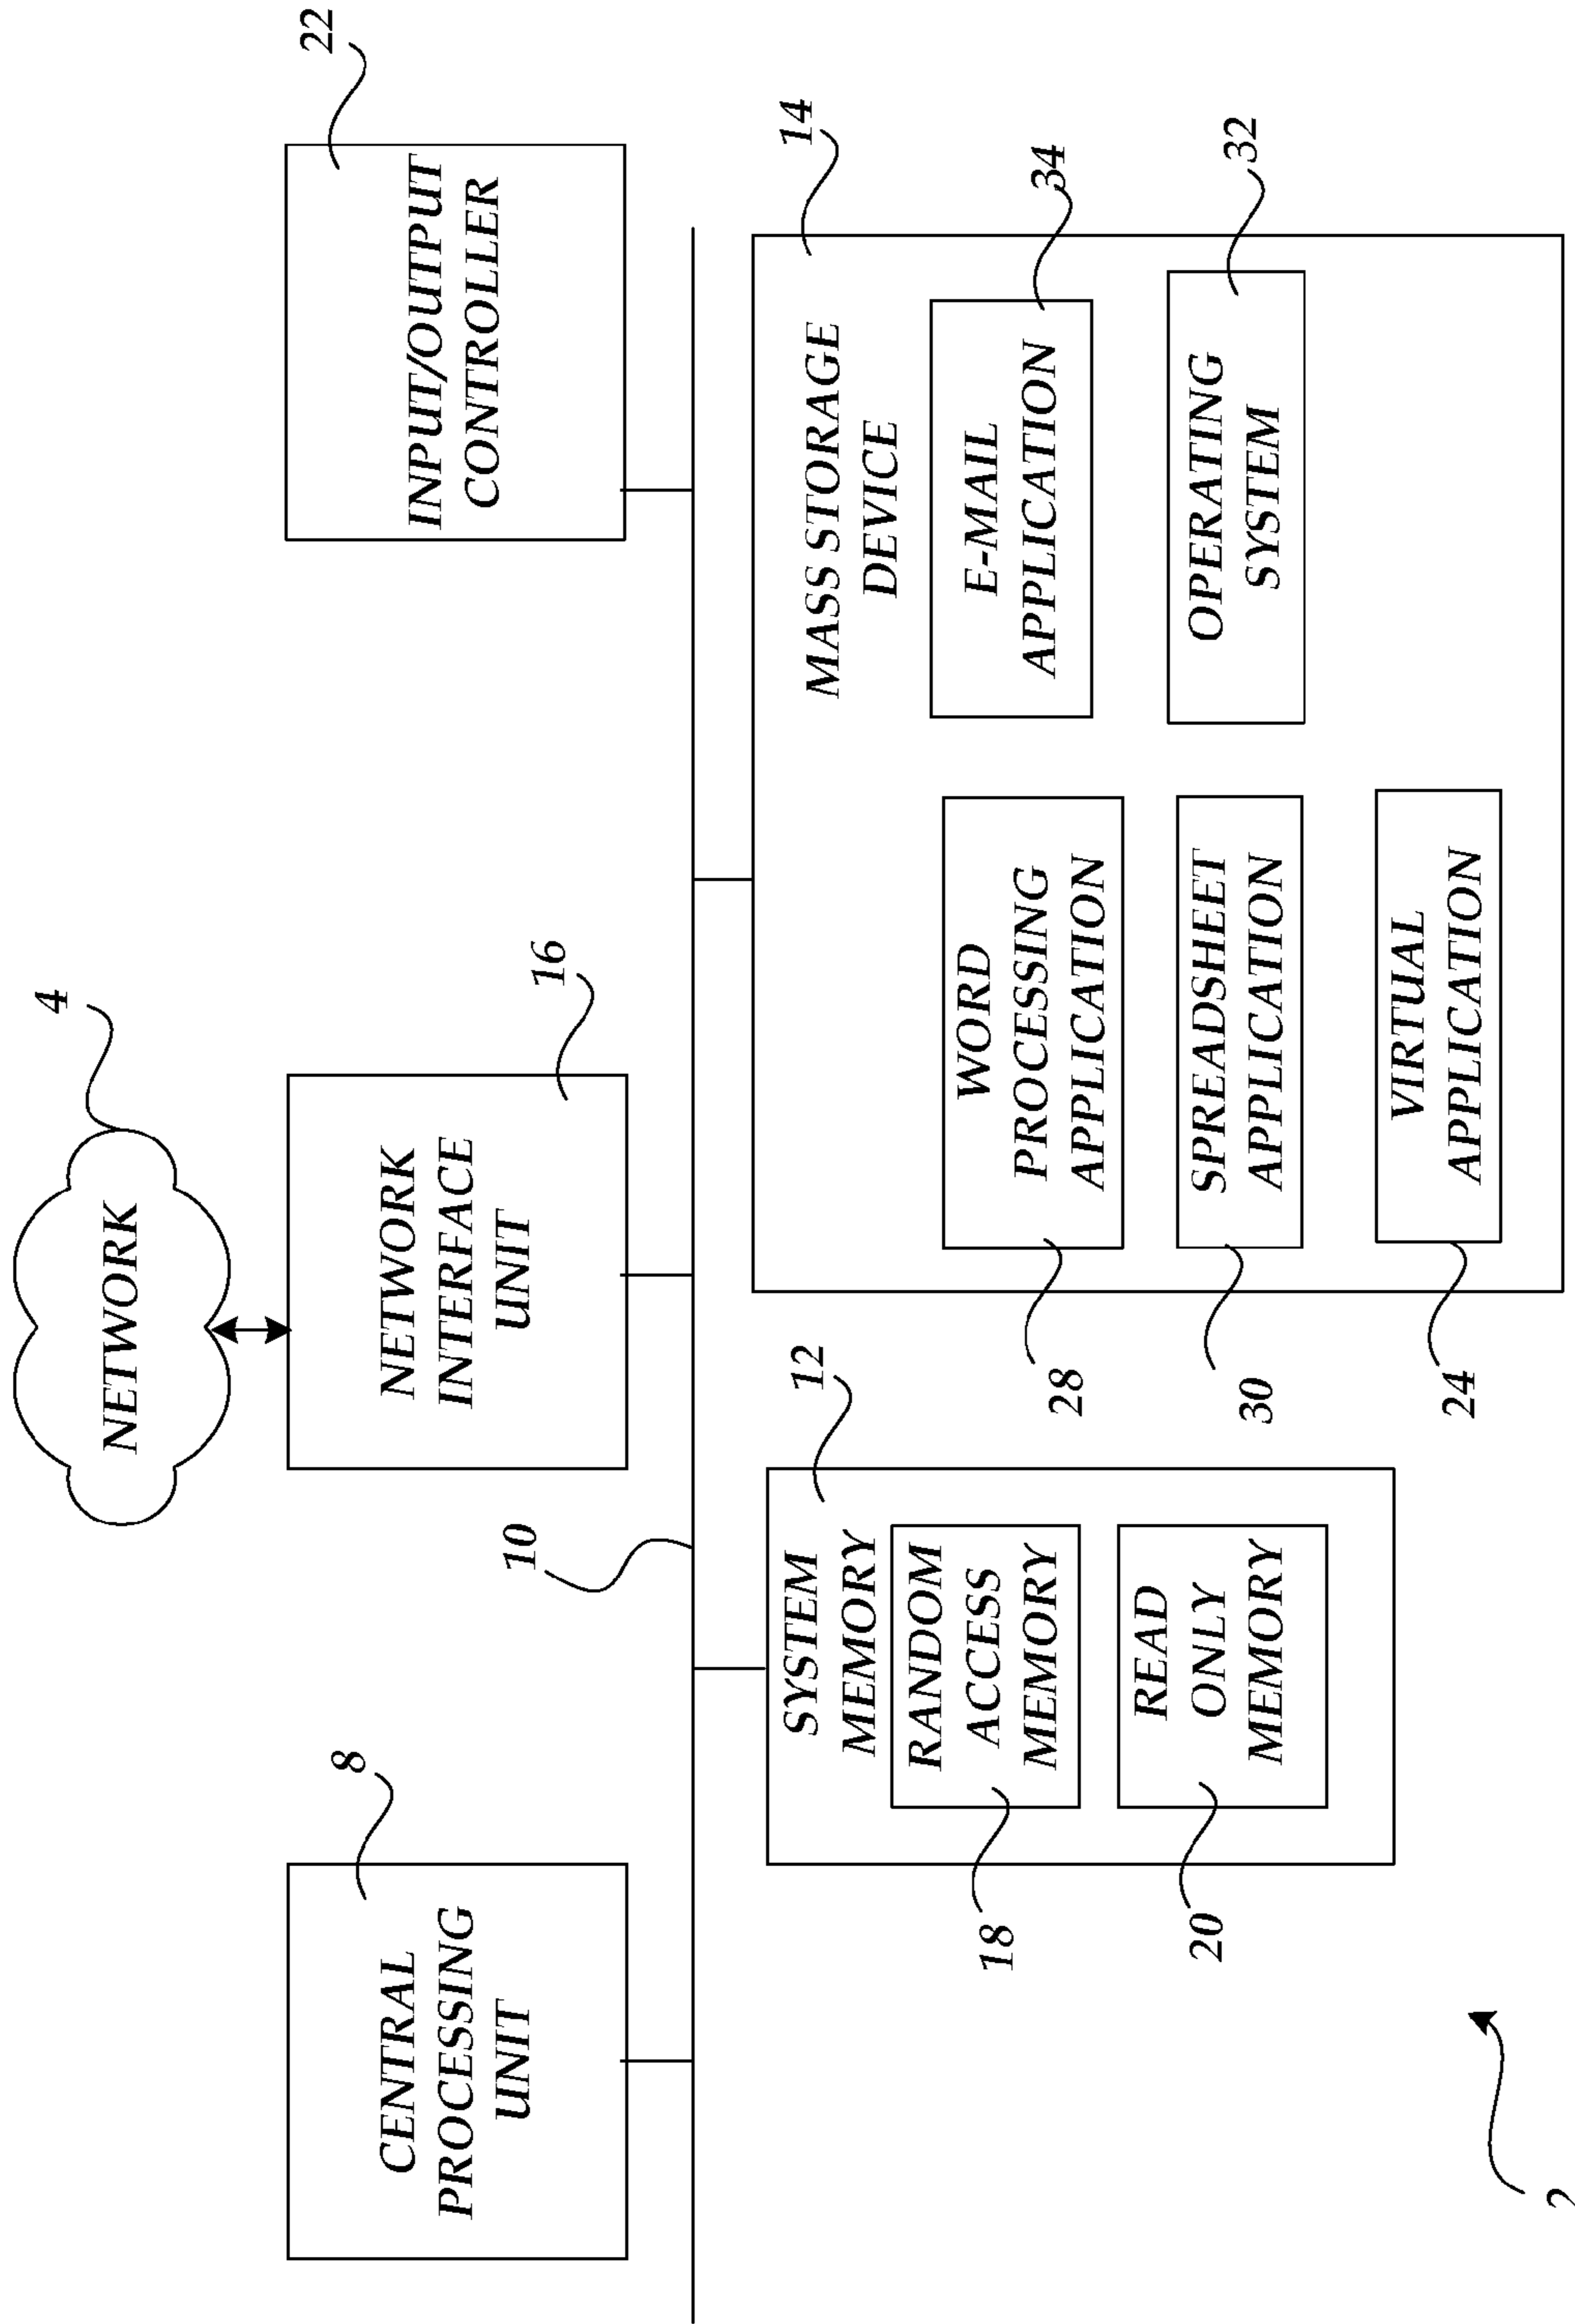 4
NETWORK
8
16
22
CENTRAL
PROCESSING
UNIT
NETWORK
INTERFACE
UNIT
INPUT/OUTPUT
CONTROLLER
10
12
14
SYSTEM
MEMORY
RANDOM
ACCESS
MEMORY
18
READ
ONLY
MEMORY
20
MASS STORAGE
DEVICE
WORD
PROCESSING
APPLICATION
28
E-MAIL
APPLICATION
34
SPREADSHEET
APPLICATION
30
OPERATING
SYSTEM
32
VIRTUAL
APPLICATION
24
2